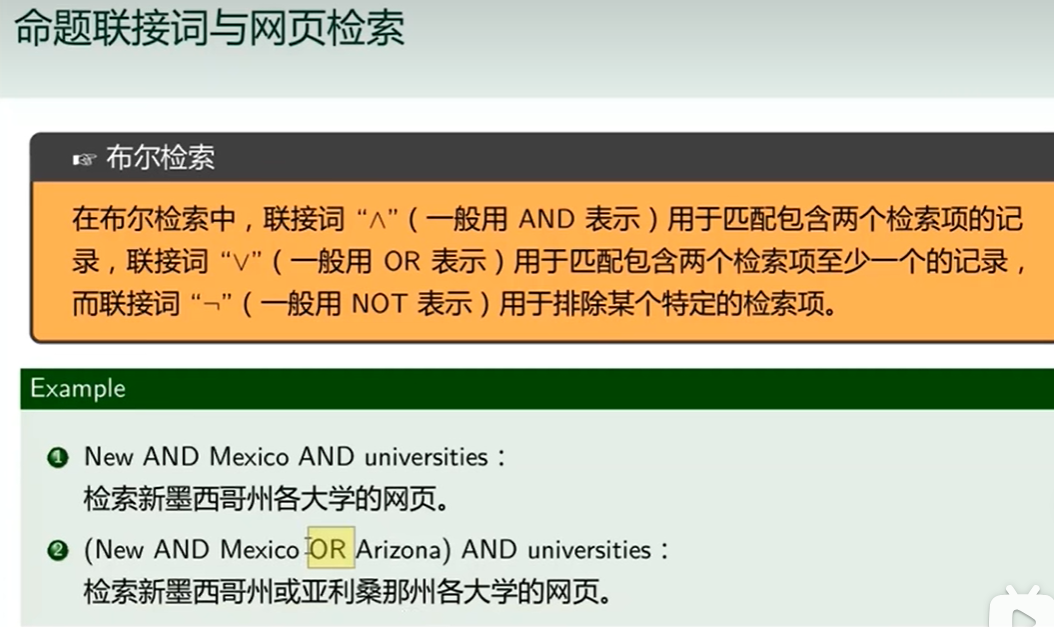 命题联接词与网页检索
☞ 布尔检索
在布尔检索中，联接词 “∧”（一般用 AND 表示）用于匹配包含两个检索项的记
录，联接词 “∨”（一般用 OR 表示）用于匹配包含两个检索项至少一个的记录，
而联接词 “¬”（一般用 NOT 表示）用于排除某个特定的检索项。
Example
1 New AND Mexico AND universities：
检索新墨西哥州各大学的网页。
2 (New AND Mexico OR Arizona) AND universities：
检索新墨西哥州或亚利桑那州各大学的网页。